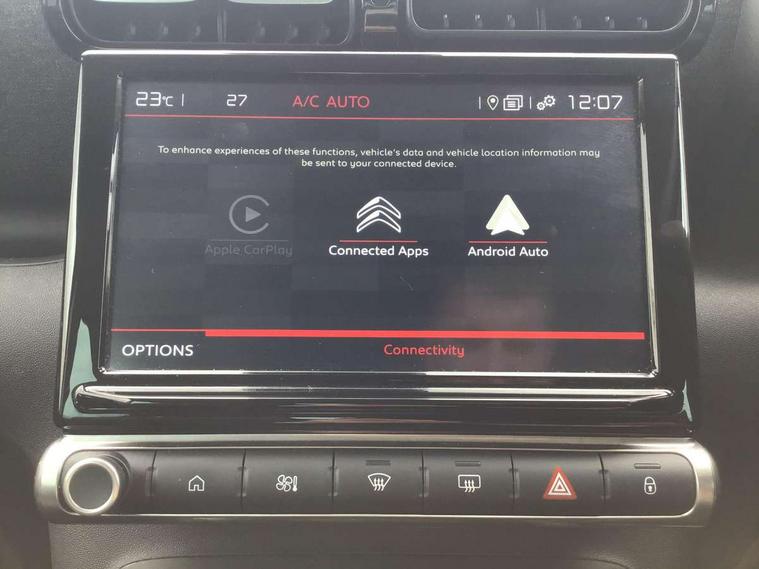 23°C 27 A/C AUTO 12:07
To enhance experiences of these functions, vehicle's data and vehicle location information may
be sent to your connected device.
Apple CarPlay Connected Apps Android Auto
OPTIONS Connectivity